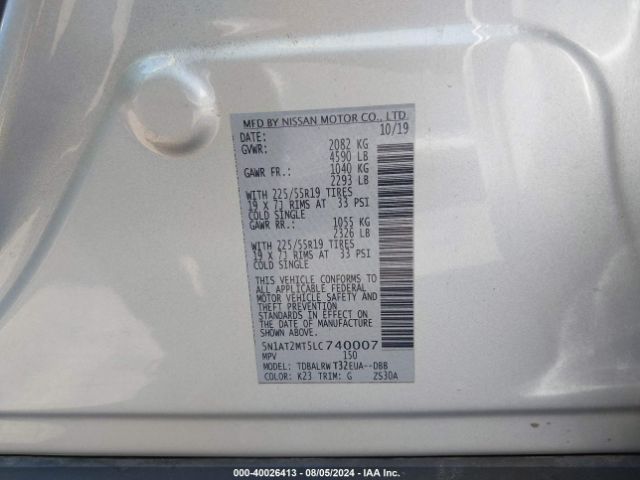 MFD BY NISSAN MOTOR CO., LTD.
DATE: 10/19
GVWR: 2082 KG
4590 LB
GAWR FR.: 1040 KG
2293 LB
WITH 225/55R19 TIRES
19 X 7J RIMS AT 33 PSI
COLD SINGLE
GAWR RR.: 1055 KG
2326 LB
WITH 225/55R19 TIRES
19 X 7J RIMS AT 33 PSI
COLD SINGLE
THIS VEHICLE CONFORMS TO
ALL APPLICABLE FEDERAL
MOTOR VEHICLE SAFETY AND
THEFT PREVENTION
STANDARDS IN EFFECT ON
THE DATE OF MANUFACTURE
SHOWN ABOVE.
5N1AT2MT5LC740007
MPV 150
MODEL: TDBALRWT32EUA--DBB
COLOR: K23 TRIM: G ZS30A
000-40026413 - 08/05/2024 - IAA Inc.